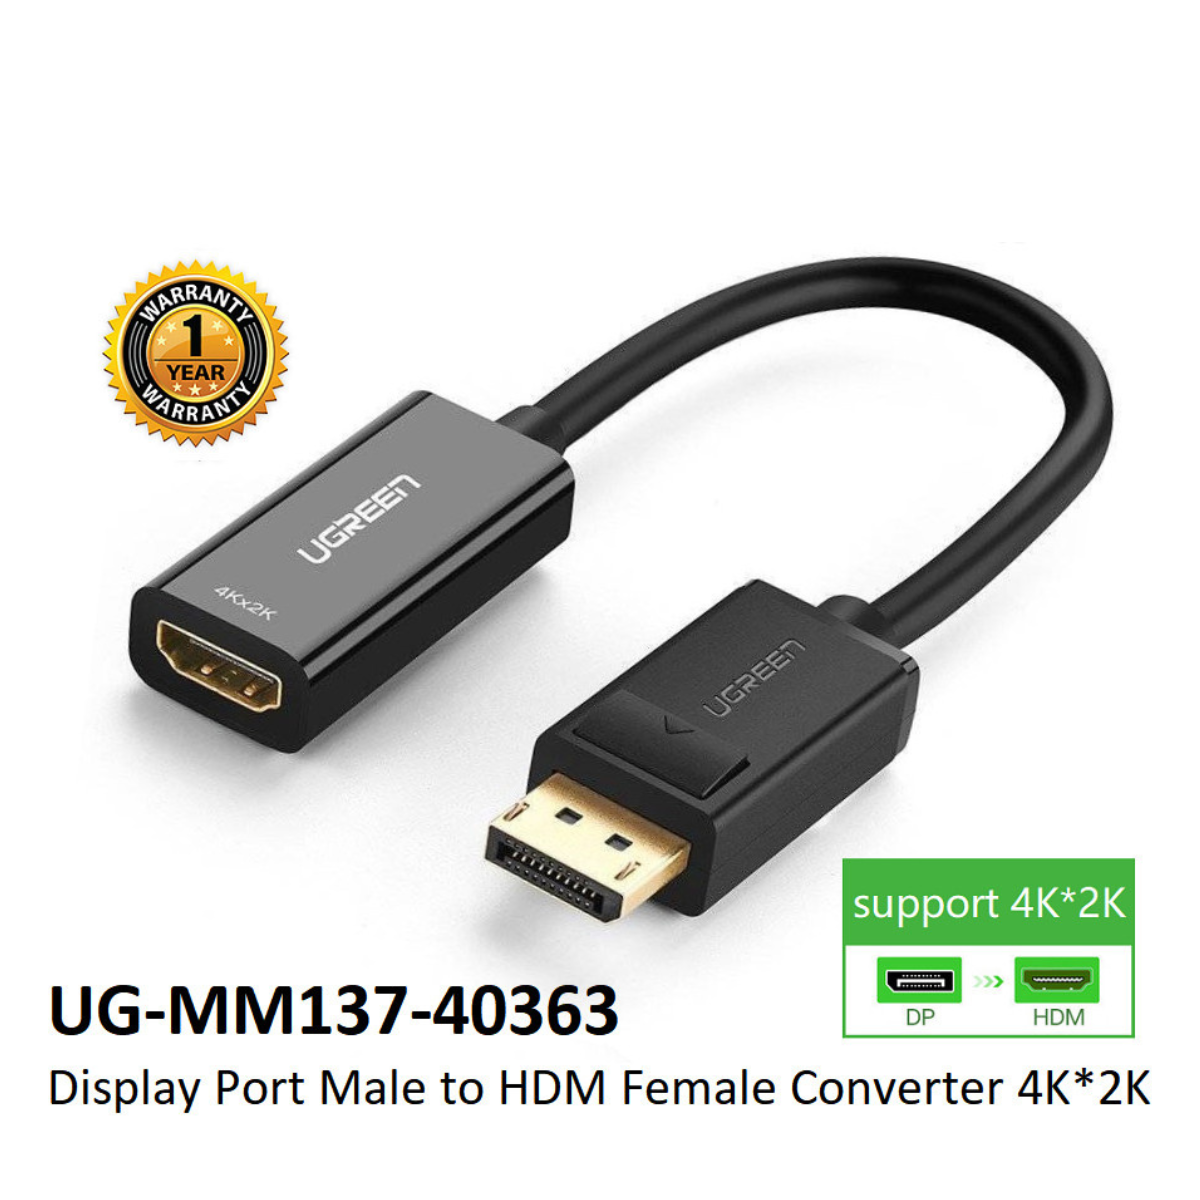 WARRANTY
1
YEAR
WARRANTY
UGREEN
4Kx2K
UGREEN
support 4K*2K
DP
HDM
UG-MM137-40363
Display Port Male to HDM Female Converter 4K*2K